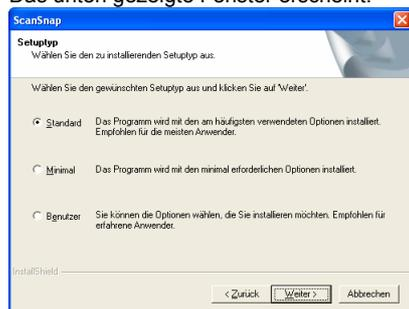 Das unten gezeigte Fenster erscheint.
ScanSnap
Setuptyp
Wählen Sie den zu installierenden Setuptyp aus.
Wählen Sie den gewünschten Setuptyp aus und klicken Sie auf 'Weiter'.
Standard Das Programm wird mit den am häufigsten verwendeten Optionen installiert.
Empfohlen für die meisten Anwender.
Minimal Das Programm wird mit den minimal erforderlichen Optionen installiert.
Benutzer Sie können die Optionen wählen, die Sie installieren möchten. Empfohlen für
erfahrene Anwender.
InstallShield
< Zurück Weiter > Abbrechen